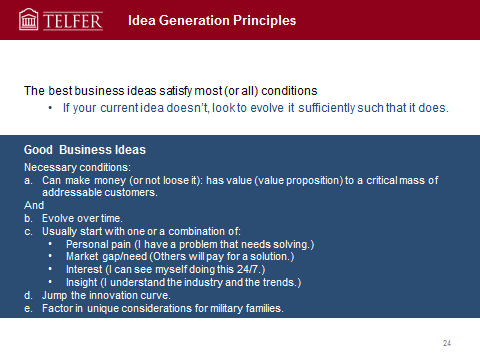 TELFER
Idea Generation Principles
The best business ideas satisfy most (or all) conditions
• If your current idea doesn't, look to evolve it sufficiently such that it does.
Good Business Ideas
Necessary conditions:
a. Can make money (or not loose it): has value (value proposition) to a critical mass of
addressable customers.
And
b. Evolve over time.
c. Usually start with one or a combination of:
• Personal pain (I have a problem that needs solving.)
• Market gap/need (Others will pay for a solution.)
• Interest (I can see myself doing this 24/7.)
• Insight (I understand the industry and the trends.)
d. Jump the innovation curve.
e. Factor in unique considerations for military families.
24